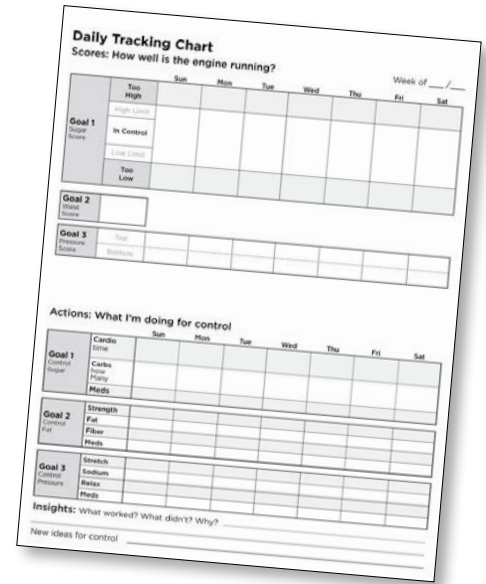 Daily Tracking Chart
Scores: How well is the engine running?
Week of ___/___
Sun Mon Tue Wed Thu Fri Sat
Goal 1
Sugar
Score
Too
High
High Limit
In Control
Low Limit
Too
Low
Goal 2
Waist
Score
Goal 3
Pressure
Score
Top
Bottom
Actions: What I'm doing for control
Sun Mon Tue Wed Thu Fri Sat
Goal 1
Control
Sugar
Cardio
time
Carbs
how
Many
Meds
Goal 2
Control
Fat
Strength
Fat
Fiber
Meds
Goal 3
Control
Pressure
Stretch
Sodium
Relax
Meds
Insights: What worked? What didn't? Why?
New ideas for control